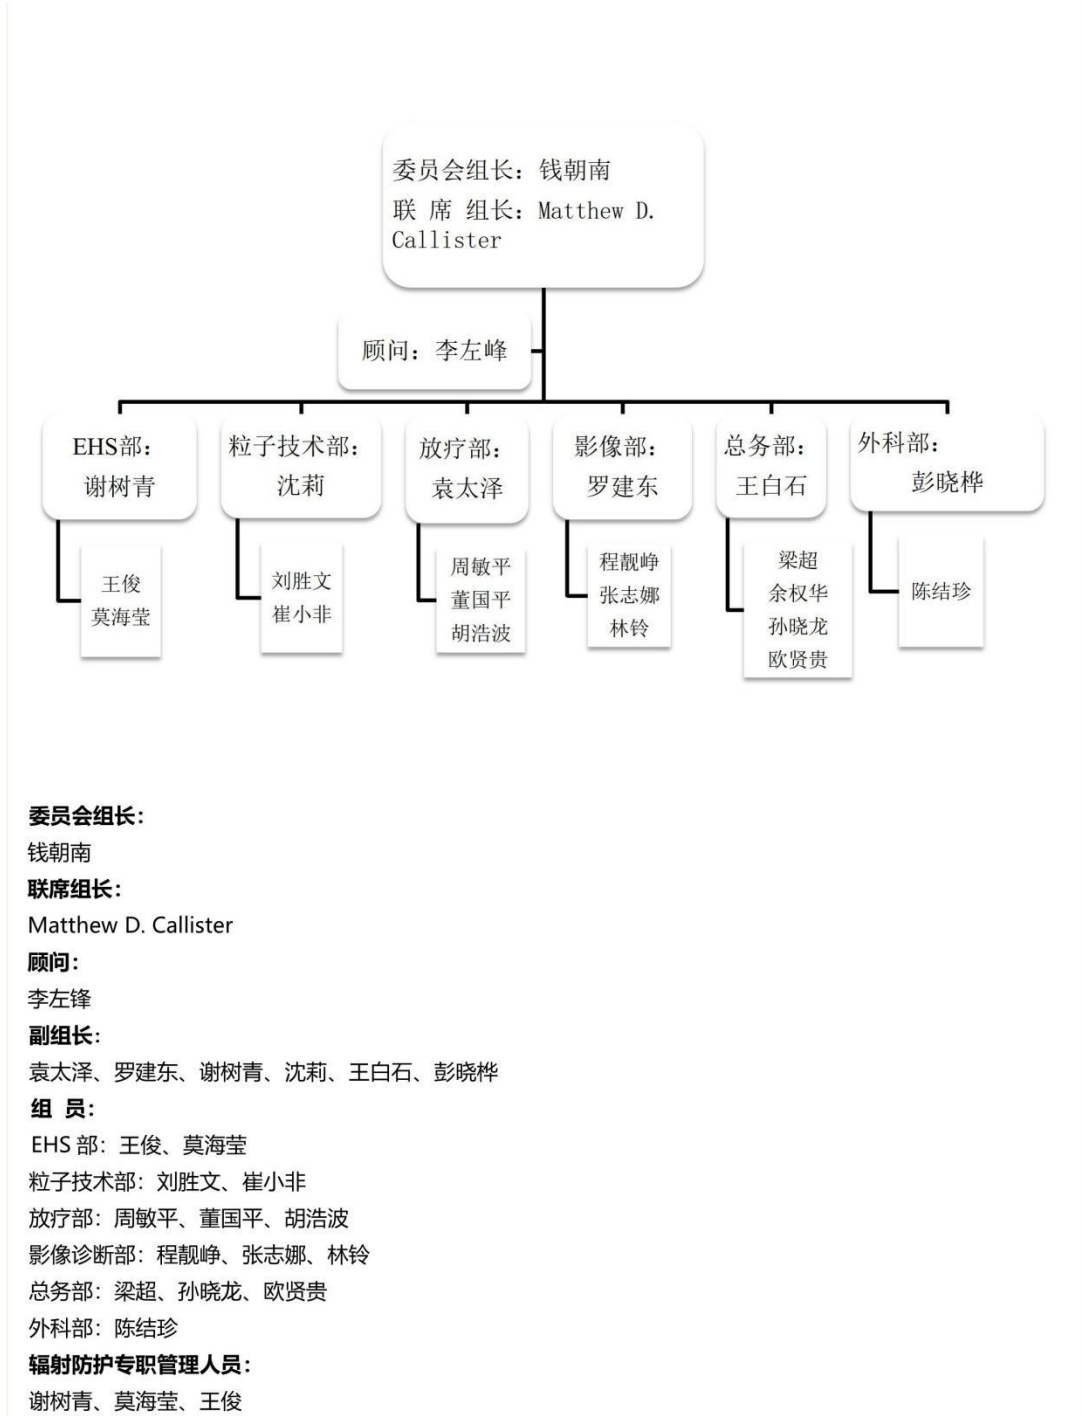 委员会组长：钱朝南
联 席 组长：Matthew D.
Callister
顾问：李左峰
EHS部：
谢树青
粒子技术部：
沈莉
放疗部：
袁太泽
影像部：
罗建东
总务部：
王白石
外科部：
彭晓桦
王俊
莫海莹
刘胜文
崔小非
周敏平
董国平
胡浩波
程靓峥
张志娜
林铃
梁超
余权华
孙晓龙
欧贤贵
陈结珍
委员会组长：
钱朝南
联席组长：
Matthew D. Callister
顾问：
李左锋
副组长：
袁太泽、罗建东、谢树青、沈莉、王白石、彭晓桦
组 员：
EHS 部：王俊、莫海莹
粒子技术部：刘胜文、崔小非
放疗部：周敏平、董国平、胡浩波
影像诊断部：程靓峥、张志娜、林铃
总务部：梁超、孙晓龙、欧贤贵
外科部：陈结珍
辐射防护专职管理人员：
谢树青、莫海莹、王俊